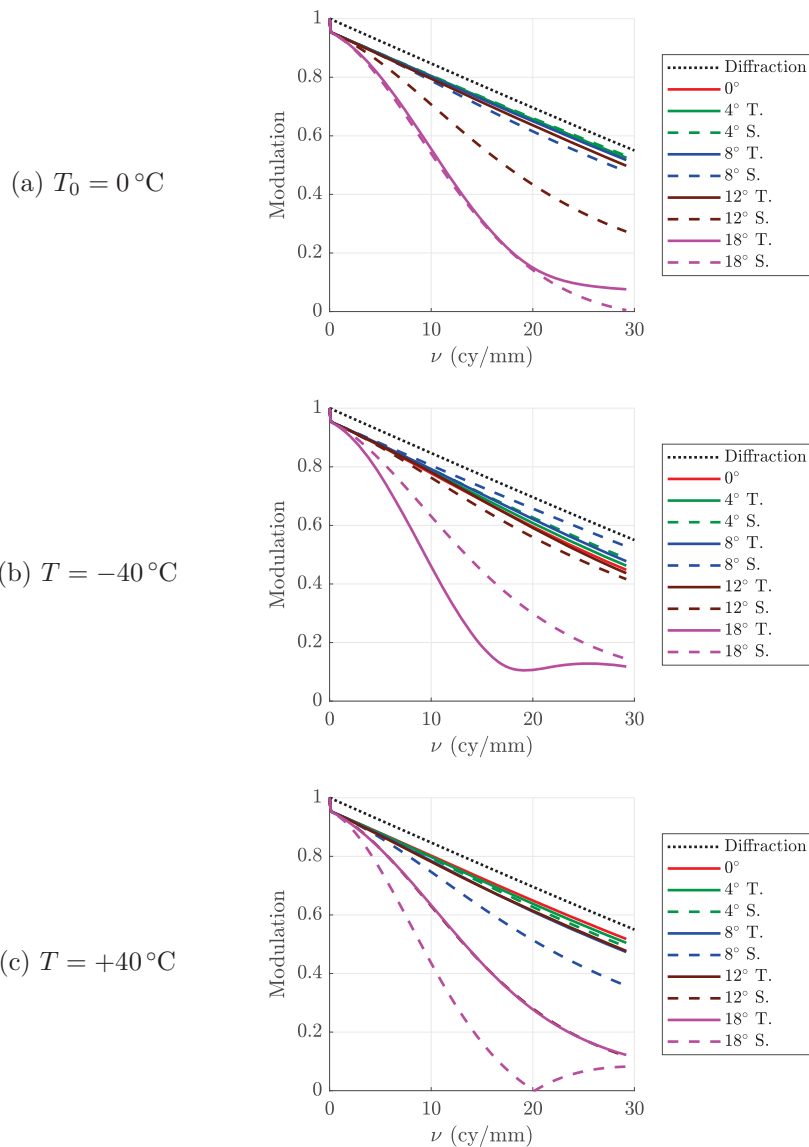 (a) T₀ = 0 °C
Modulation
1
0.8
0.6
0.4
0.2
0
0
10
20
30
ν (cy/mm)
Diffraction
0°
4° T.
4° S.
8° T.
8° S.
12° T.
12° S.
18° T.
18° S.
(b) T = −40 °C
Modulation
1
0.8
0.6
0.4
0.2
0
0
10
20
30
ν (cy/mm)
Diffraction
0°
4° T.
4° S.
8° T.
8° S.
12° T.
12° S.
18° T.
18° S.
(c) T = +40 °C
Modulation
1
0.8
0.6
0.4
0.2
0
0
10
20
30
ν (cy/mm)
Diffraction
0°
4° T.
4° S.
8° T.
8° S.
12° T.
12° S.
18° T.
18° S.